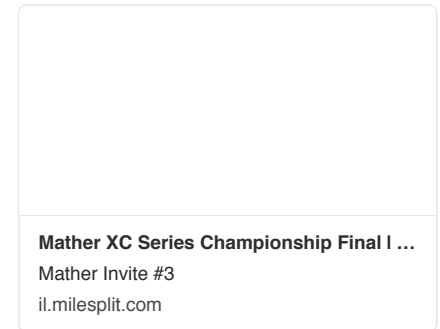 Mather XC Series Championship Final | ...
Mather Invite #3
il.milesplit.com